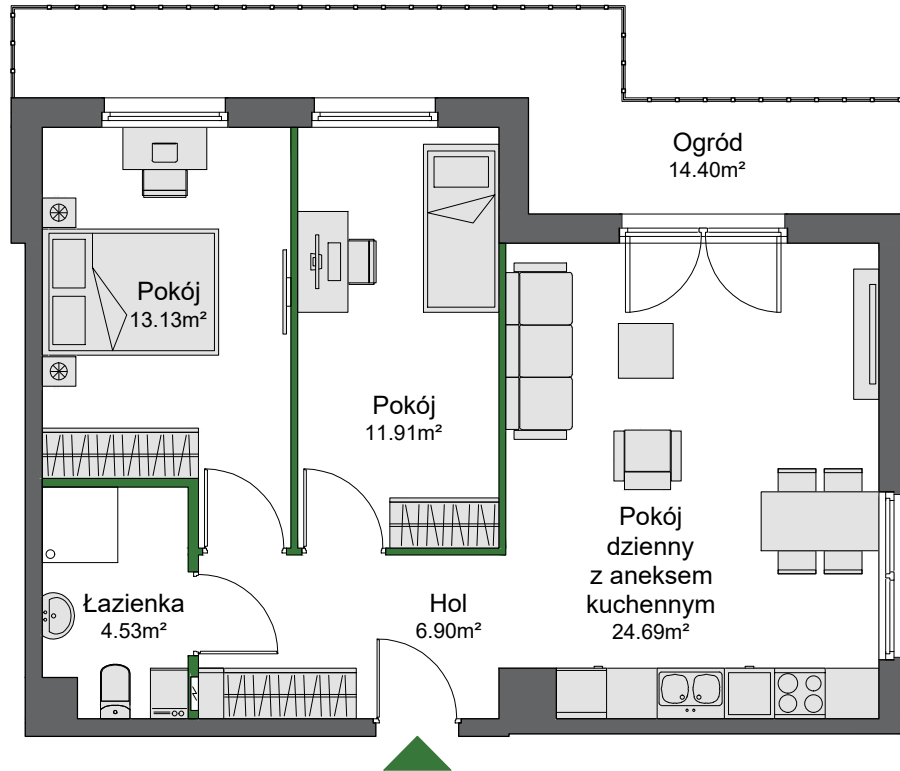 Ogród
14.40m²
Pokój
13.13m²
Pokój
11.91m²
Pokój
dzienny
z aneksem
kuchennym
24.69m²
Łazienka
4.53m²
Hol
6.90m²